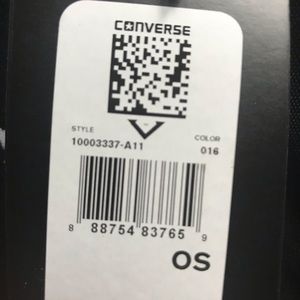 CONVERSE
STYLE COLOR
10003337-A11 016
8 88754 83765 9
OS